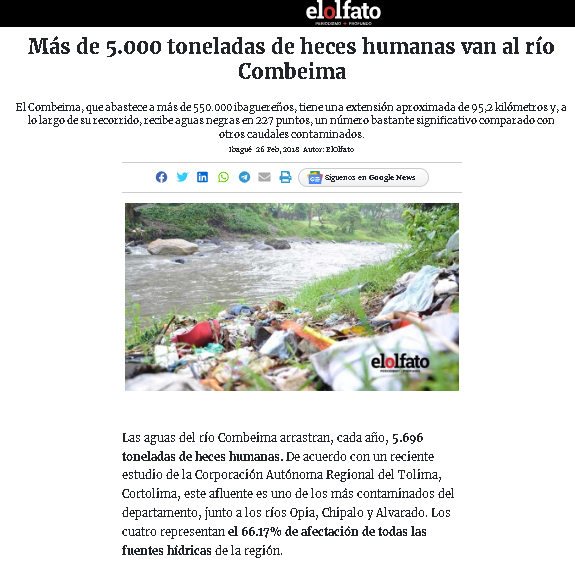 elolfato
PERIODISMO + PROFUNDO
Más de 5.000 toneladas de heces humanas van al río
Combeima
El Combeima, que abastece a más de 550.000 ibaguereños, tiene una extensión aproximada de 95,2 kilómetros y, a
lo largo de su recorrido, recibe aguas negras en 227 puntos, un número bastante significativo comparado con
otros caudales contaminados.
Ibagué 26 Feb, 2018 Autor: ElOlfato
Síguenos en Google News
elolfato
Las aguas del río Combeima arrastran, cada año, 5.696
toneladas de heces humanas. De acuerdo con un reciente
estudio de la Corporación Autónoma Regional del Tolima,
Cortolima, este afluente es uno de los más contaminados del
departamento, junto a los ríos Opia, Chipalo y Alvarado. Los
cuatro representan el 66.17% de afectación de todas las
fuentes hídricas de la región.